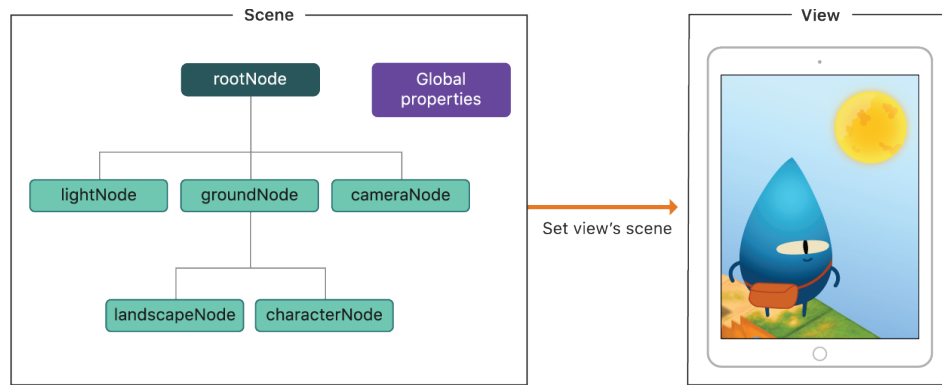 Scene
View
rootNode
Global
properties
lightNode
groundNode
cameraNode
Set view’s scene
landscapeNode
characterNode